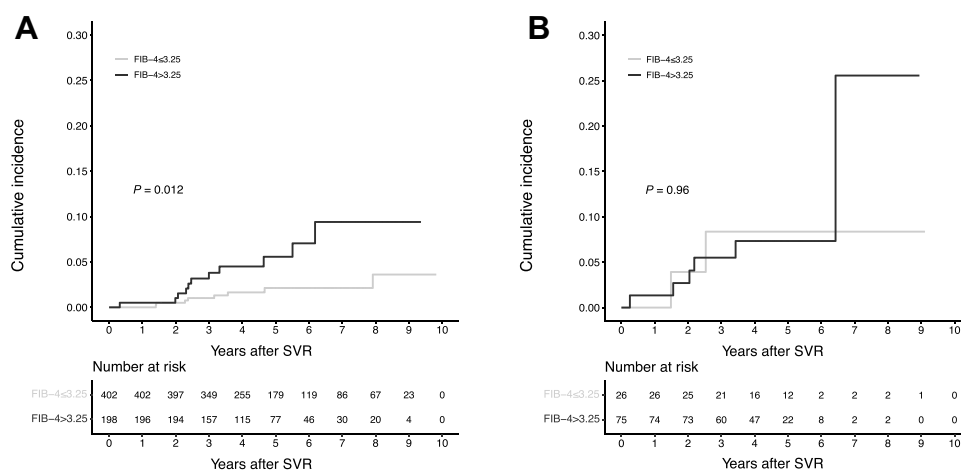 A
0.30
0.25
0.20
0.15
0.10
0.05
0.00
Cumulative incidence
FIB−4≤3.25
FIB−4>3.25
P = 0.012
0 1 2 3 4 5 6 7 8 9 10
Years after SVR
Number at risk
FIB−4≤3.25 402 402 397 349 255 179 119 86 67 23 0
FIB−4>3.25 198 196 194 157 115 77 46 30 20 4 0
0 1 2 3 4 5 6 7 8 9 10
Years after SVR
B
0.30
0.25
0.20
0.15
0.10
0.05
0.00
Cumulative incidence
FIB−4≤3.25
FIB−4>3.25
P = 0.96
0 1 2 3 4 5 6 7 8 9 10
Years after SVR
Number at risk
FIB−4≤3.25 26 26 25 21 16 12 2 2 2 1 0
FIB−4>3.25 75 74 73 60 47 22 8 2 2 0 0
0 1 2 3 4 5 6 7 8 9 10
Years after SVR